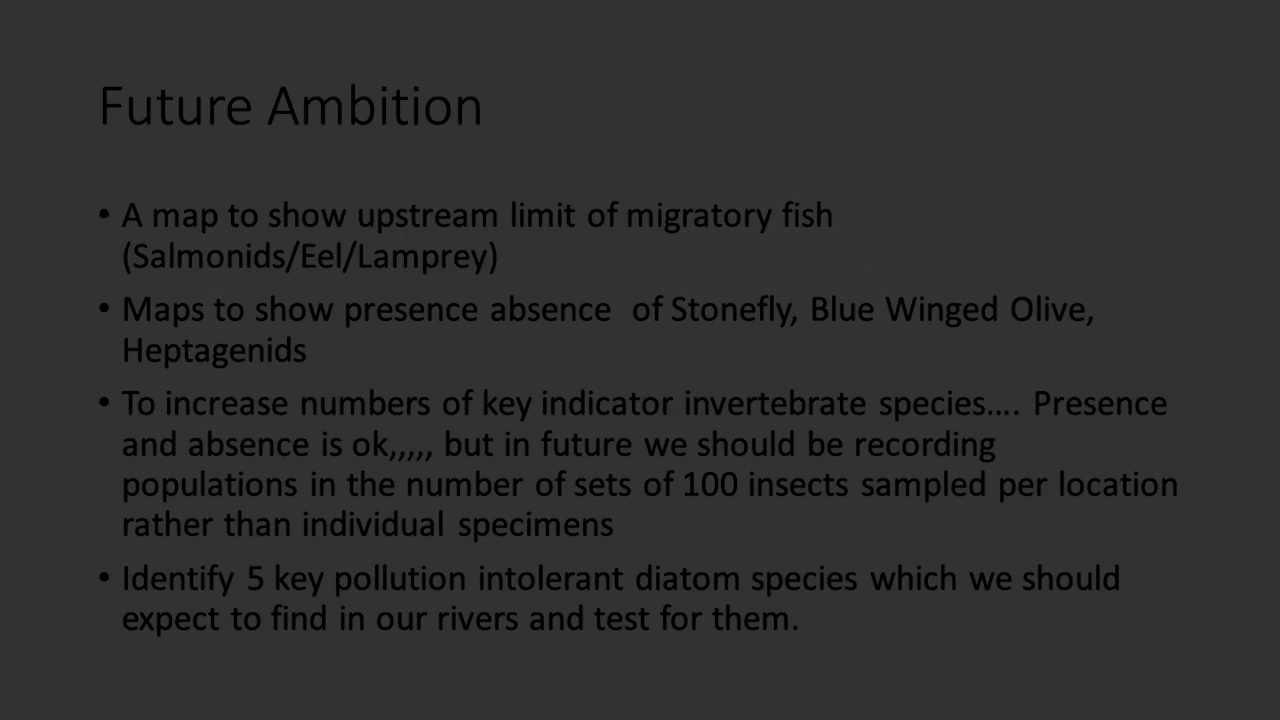 Future Ambition
• A map to show upstream limit of migratory fish
(Salmonids/Eel/Lamprey)
• Maps to show presence absence  of Stonefly, Blue Winged Olive,
Heptagenids
• To increase numbers of key indicator invertebrate species…. Presence
and absence is ok,,,,, but in future we should be recording
populations in the number of sets of 100 insects sampled per location
rather than individual specimens
• Identify 5 key pollution intolerant diatom species which we should
expect to find in our rivers and test for them.